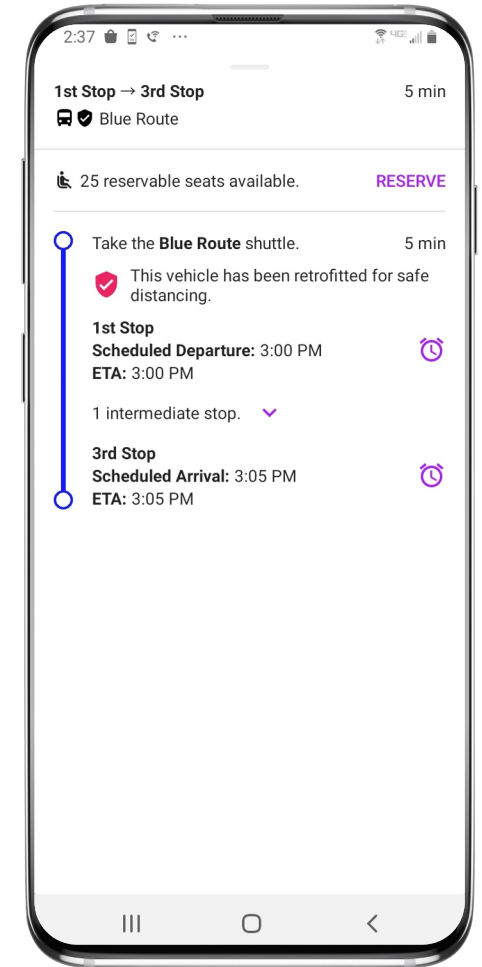 2:37 4GE
1st Stop → 3rd Stop 5 min
Blue Route
25 reservable seats available. RESERVE
Take the Blue Route shuttle. 5 min
This vehicle has been retrofitted for safe
distancing.
1st Stop
Scheduled Departure: 3:00 PM
ETA: 3:00 PM
1 intermediate stop.
3rd Stop
Scheduled Arrival: 3:05 PM
ETA: 3:05 PM